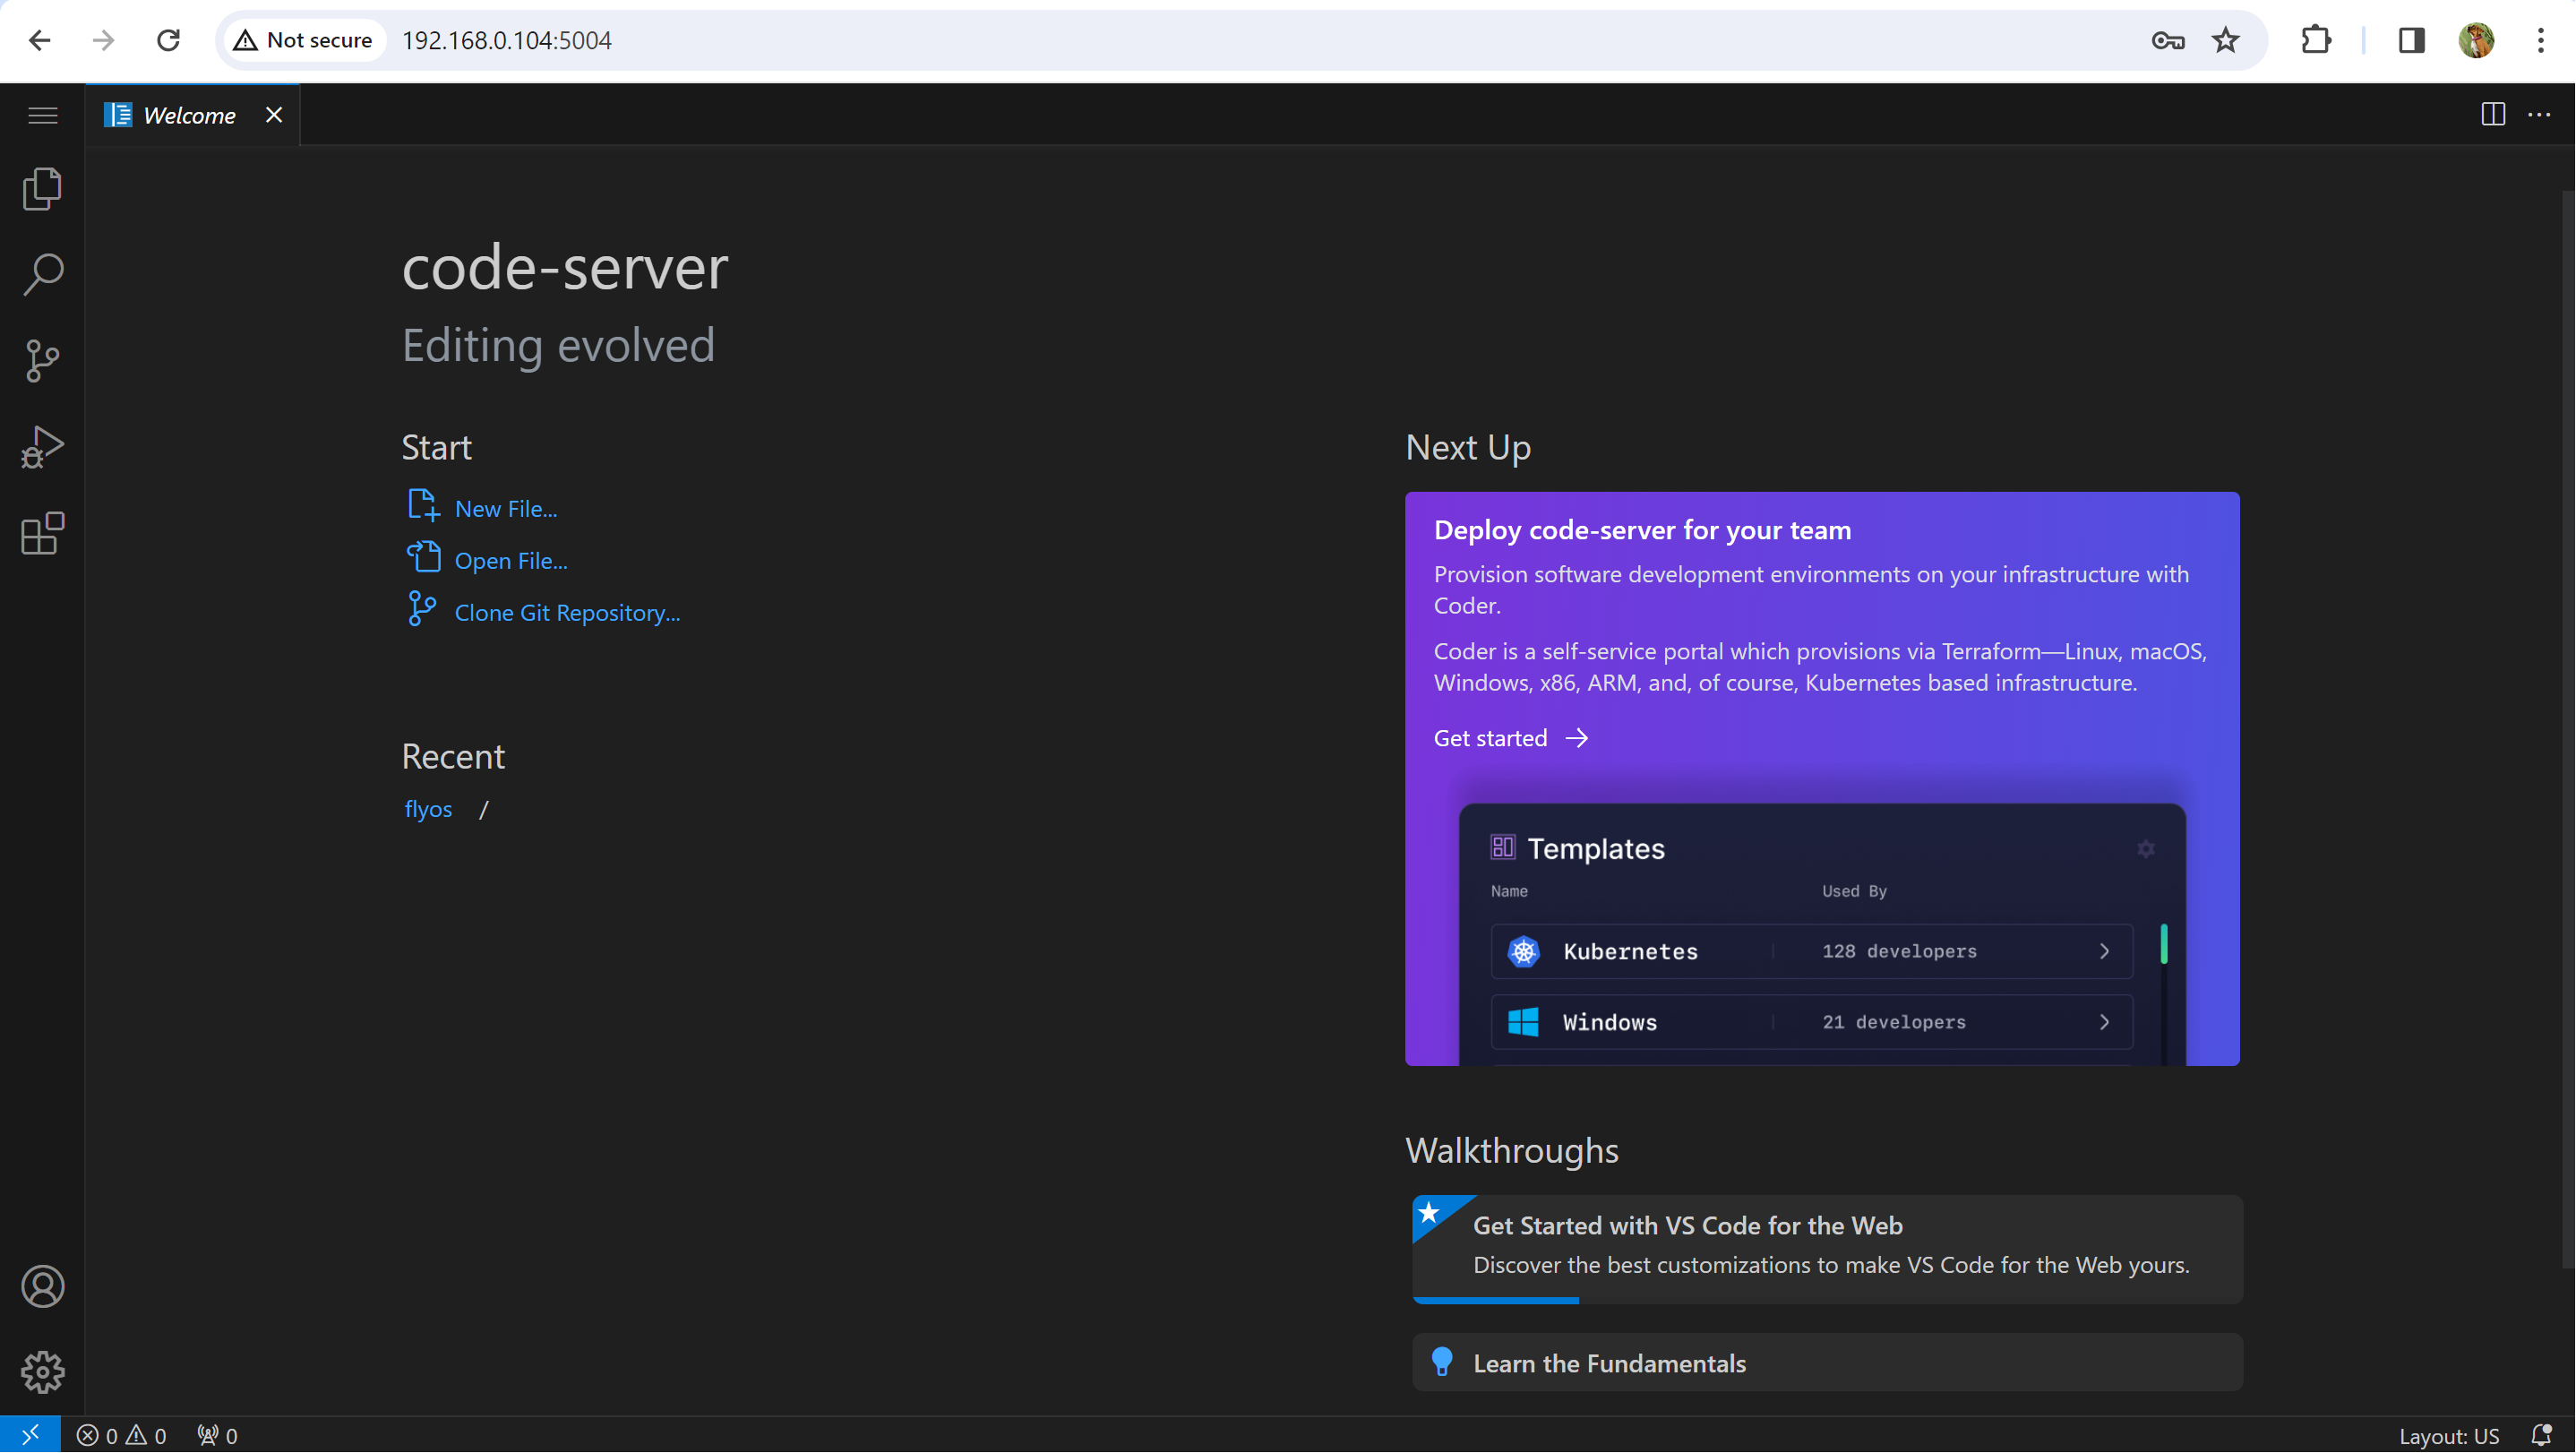 Not secure 192.168.0.104:5004
Welcome
code-server
Editing evolved
Start
New File...
Open File...
Clone Git Repository...
Recent
flyos /
Next Up
Deploy code-server for your team
Provision software development environments on your infrastructure with
Coder.
Coder is a self-service portal which provisions via Terraform—Linux, macOS,
Windows, x86, ARM, and, of course, Kubernetes based infrastructure.
Get started
Templates
Name Used By
Kubernetes 128 developers
Windows 21 developers
Walkthroughs
Get Started with VS Code for the Web
Discover the best customizations to make VS Code for the Web yours.
Learn the Fundamentals
0 0 0 Layout: US